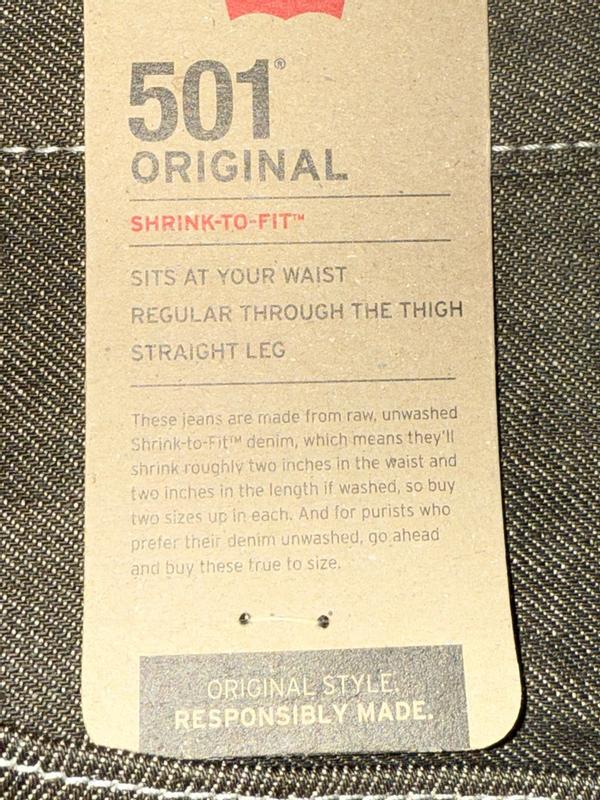 501®
ORIGINAL
SHRINK-TO-FIT™
SITS AT YOUR WAIST
REGULAR THROUGH THE THIGH
STRAIGHT LEG
These jeans are made from raw, unwashed
Shrink-to-Fit™ denim, which means they'll
shrink roughly two inches in the waist and
two inches in the length if washed, so buy
two sizes up in each. And for purists who
prefer their denim unwashed, go ahead
and buy these true to size.
ORIGINAL STYLE.
RESPONSIBLY MADE.